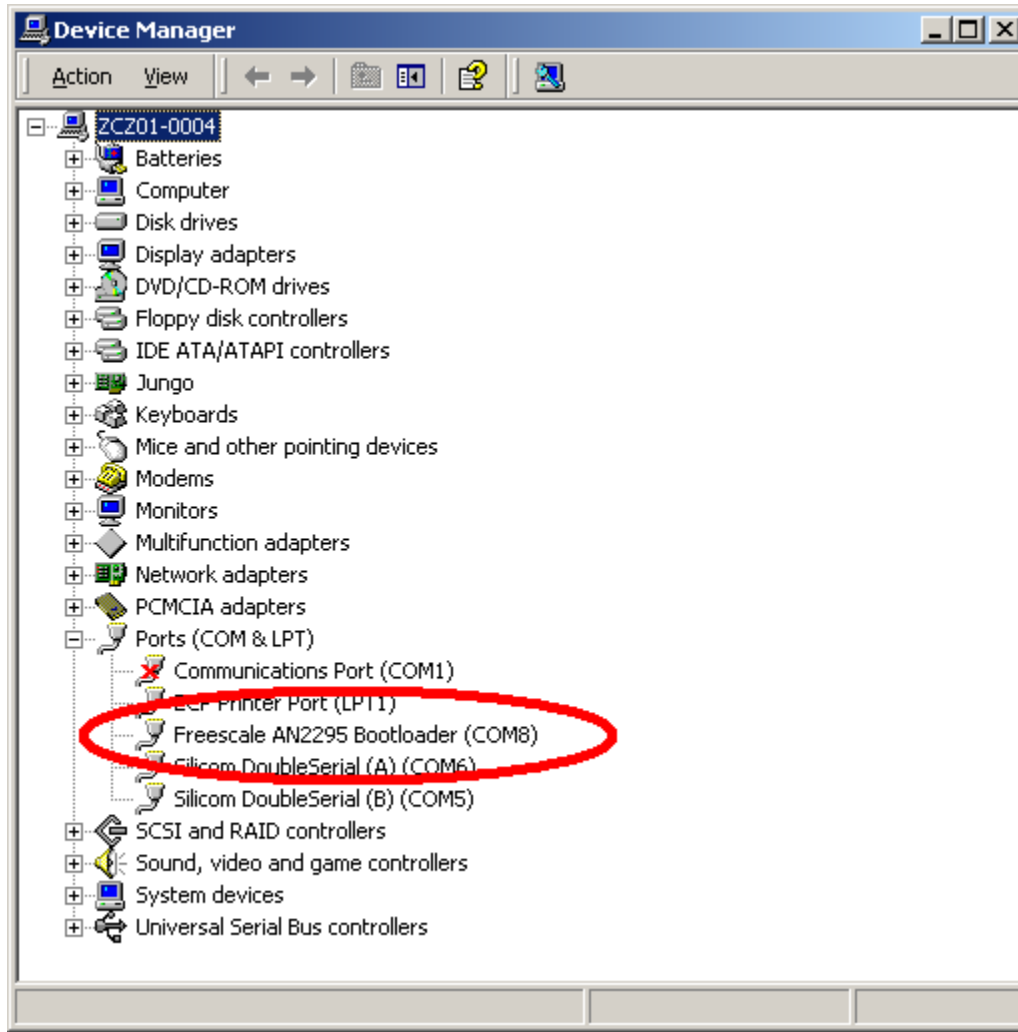 Device Manager
Action View
ZCZ01-0004
Batteries
Computer
Disk drives
Display adapters
DVD/CD-ROM drives
Floppy disk controllers
IDE ATA/ATAPI controllers
Jungo
Keyboards
Mice and other pointing devices
Modems
Monitors
Multifunction adapters
Network adapters
PCMCIA adapters
Ports (COM & LPT)
Communications Port (COM1)
ECP Printer Port (LPT1)
Freescale AN2295 Bootloader (COM8)
Silicom DoubleSerial (A) (COM6)
Silicom DoubleSerial (B) (COM5)
SCSI and RAID controllers
Sound, video and game controllers
System devices
Universal Serial Bus controllers